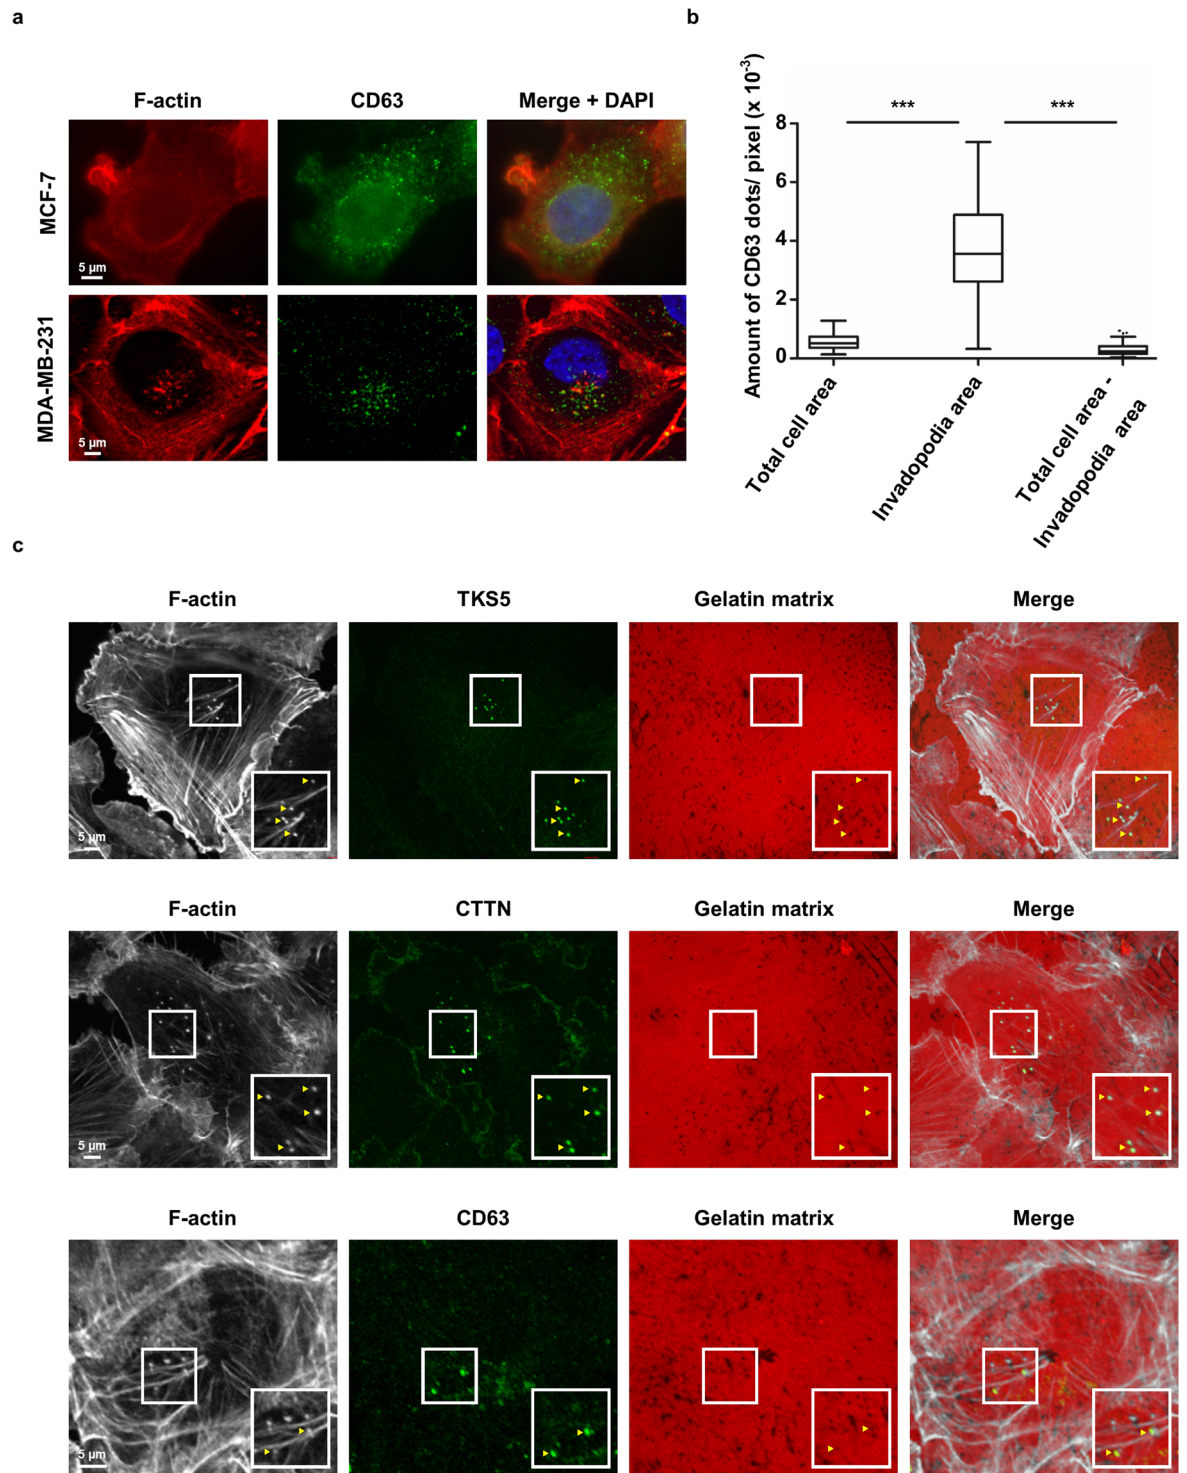 a
F-actin
CD63
Merge + DAPI
MCF-7
5 µm
MDA-MB-231
5 µm
b
Amount of CD63 dots/ pixel (x 10⁻³)
8
6
4
2
0
***
***
Total cell area
Invadopodia area
Total cell area -
Invadopodia area
c
F-actin
TKS5
Gelatin matrix
Merge
5 µm
F-actin
CTTN
Gelatin matrix
Merge
5 µm
F-actin
CD63
Gelatin matrix
Merge
5 µm